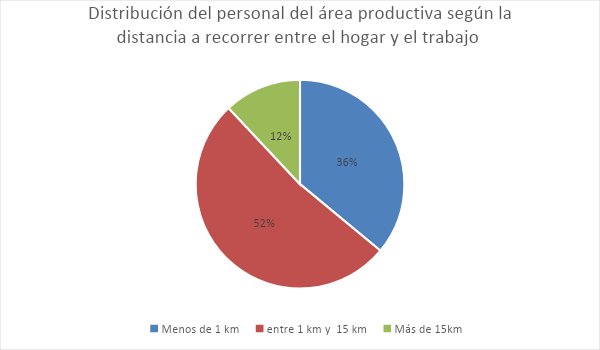 Distribución del personal del área productiva según la
distancia a recorrer entre el hogar y el trabajo
12%
36%
52%
Menos de 1 km
entre 1 km y  15 km
Más de 15km